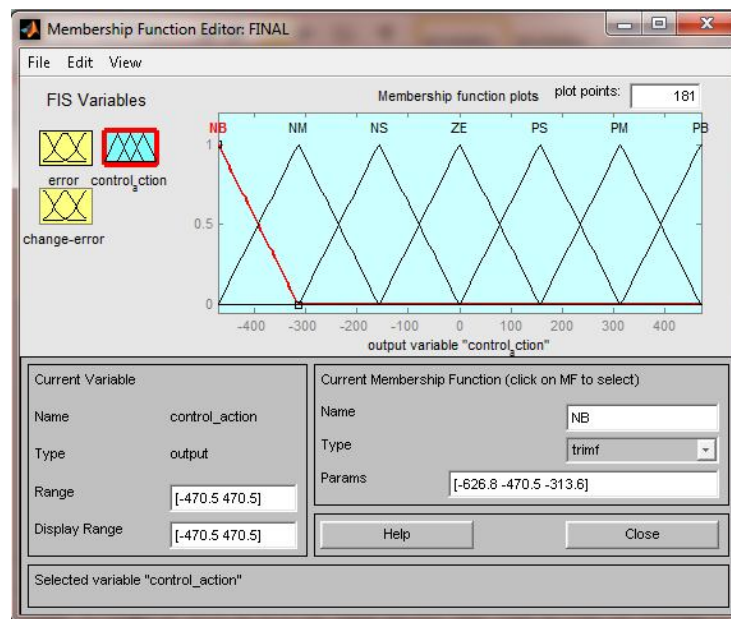 Membership Function Editor: FINAL
File Edit View
FIS Variables
Membership function plots plot points: 181
NB NM NS ZE PS PM PB
1
0.5
0
error control_action
change-error
-400 -300 -200 -100 0 100 200 300 400
output variable "control_action"
Current Variable
Name control_action
Type output
Range [-470.5 470.5]
Display Range [-470.5 470.5]
Current Membership Function (click on MF to select)
Name NB
Type trimf
Params [-626.8 -470.5 -313.6]
Help Close
Selected variable "control_action"